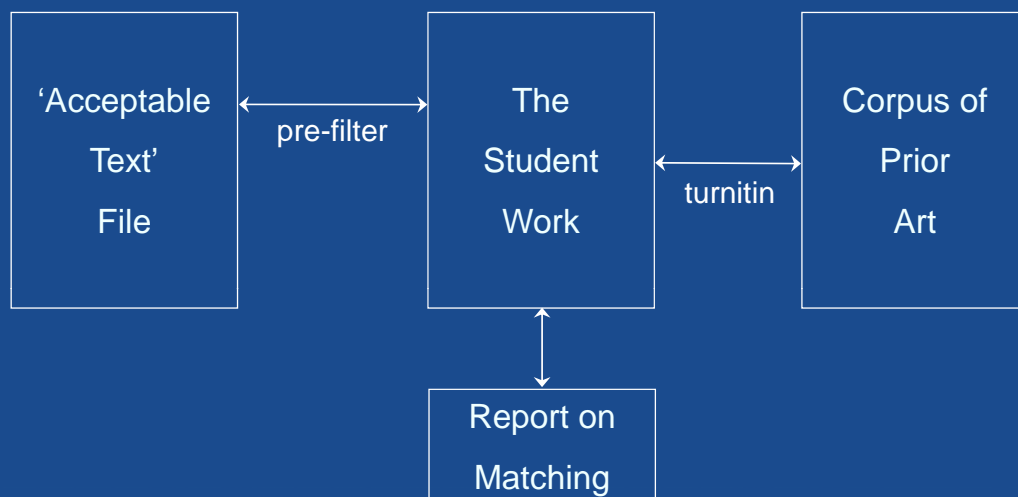 ‘Acceptable
Text’
File
pre-filter
The
Student
Work
turnitin
Corpus of
Prior
Art
Report on
Matching